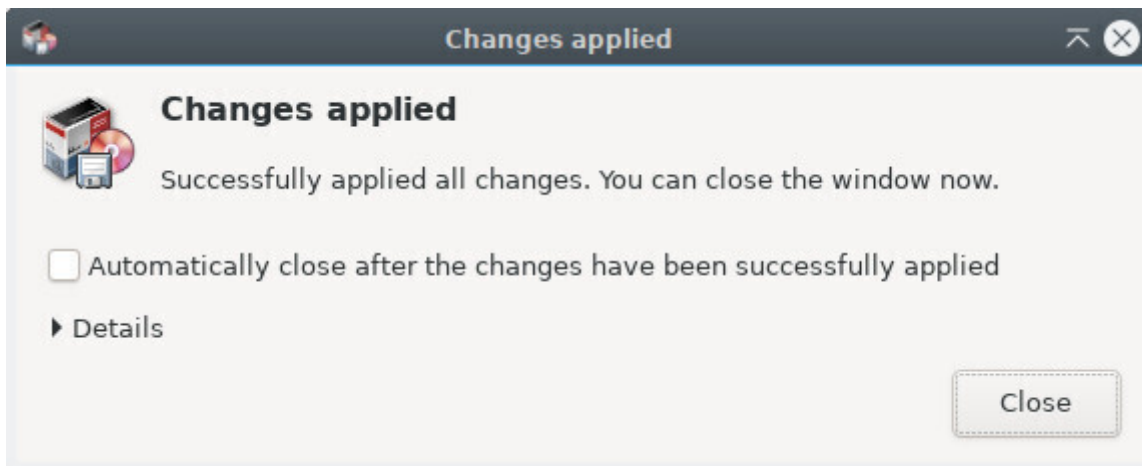 Changes applied
Changes applied
Successfully applied all changes. You can close the window now.
Automatically close after the changes have been successfully applied
Details
Close